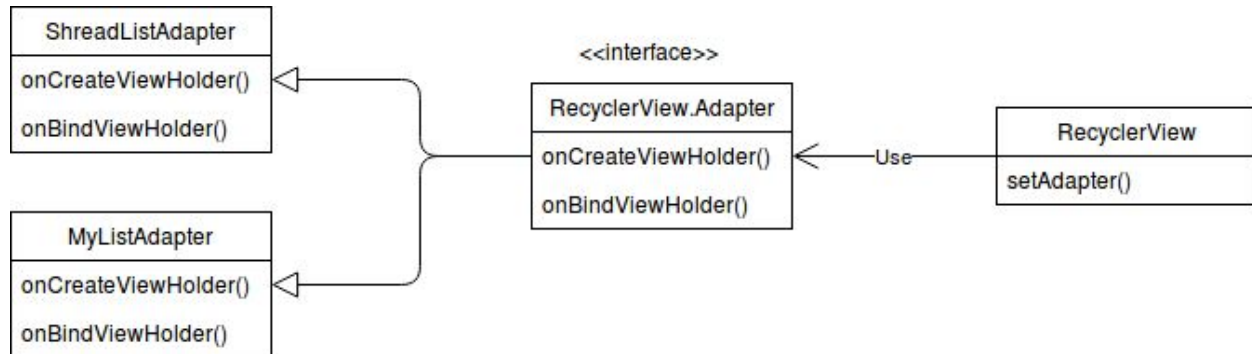 ShreadListAdapter
onCreateViewHolder()
onBindViewHolder()
MyListAdapter
onCreateViewHolder()
onBindViewHolder()
<<interface>>
RecyclerView.Adapter
onCreateViewHolder()
onBindViewHolder()
Use
RecyclerView
setAdapter()